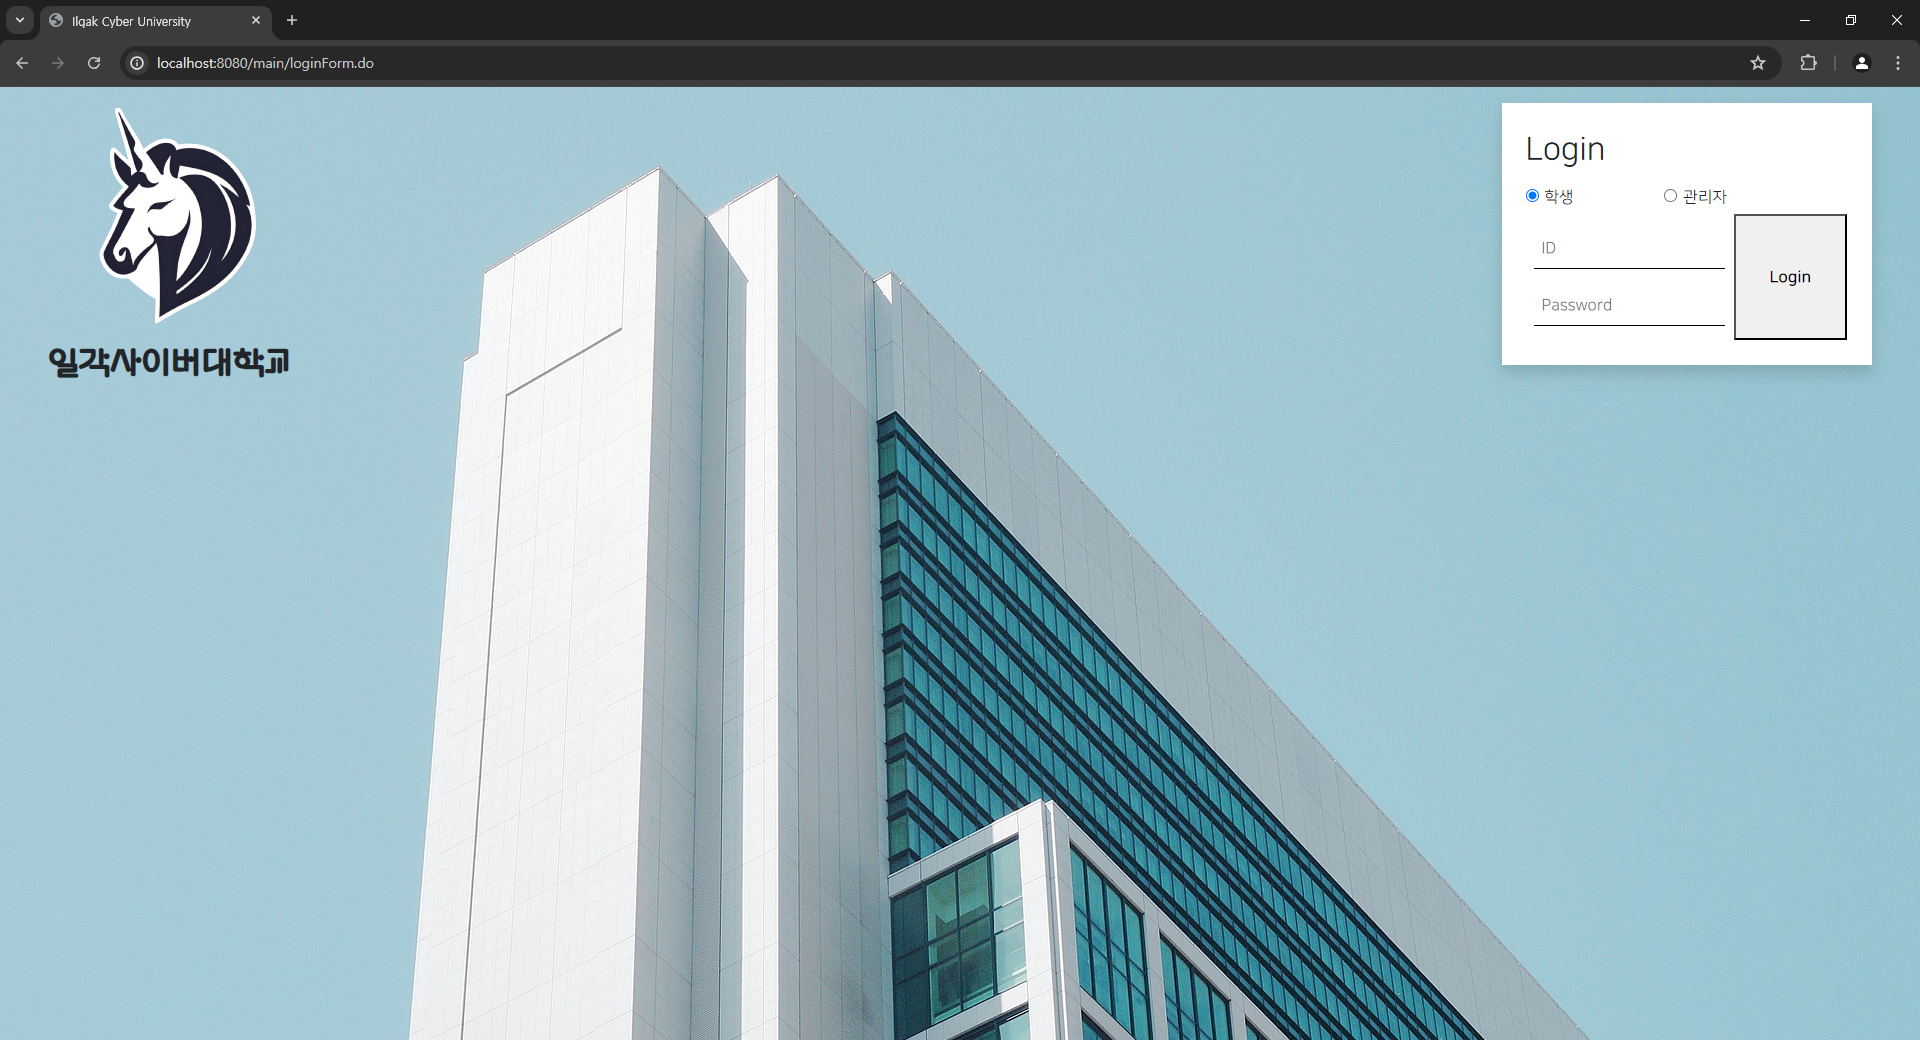 Ilgak Cyber University
localhost:8080/main/loginForm.do
일각사이버대학교
Login
학생 관리자
ID
Password
Login